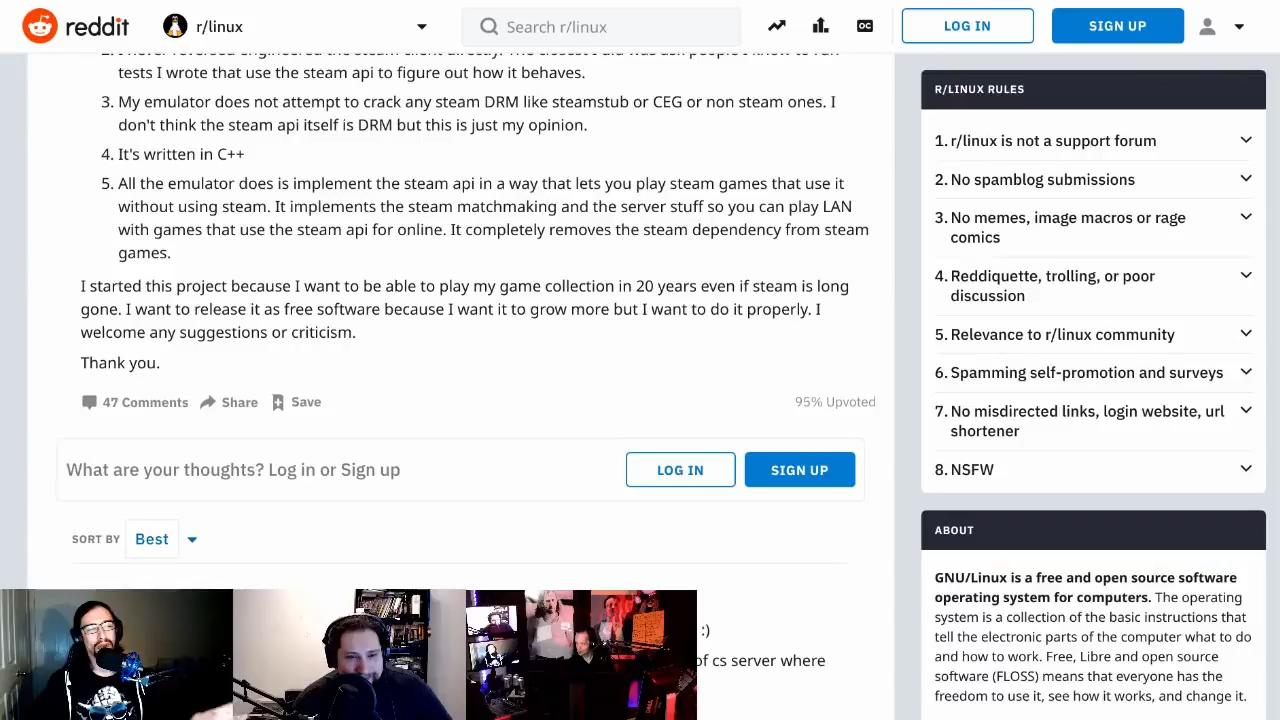 reddit
r/linux
Search r/linux
LOG IN
SIGN UP
tests I wrote that use the steam api to figure out how it behaves.
3. My emulator does not attempt to crack any steam DRM like steamstub or CEG or non steam ones. I
don't think the steam api itself is DRM but this is just my opinion.
4. It's written in C++
5. All the emulator does is implement the steam api in a way that lets you play steam games that use it
without using steam. It implements the steam matchmaking and the server stuff so you can play LAN
with games that use the steam api for online. It completely removes the steam dependency from steam
games.
I started this project because I want to be able to play my game collection in 20 years even if steam is long
gone. I want to release it as free software because I want it to grow more but I want to do it properly. I
welcome any suggestions or criticism.
Thank you.
47 Comments Share Save
95% Upvoted
What are your thoughts? Log in or Sign up
LOG IN
SIGN UP
SORT BY Best
:)
of cs server where
R/LINUX RULES
1. r/linux is not a support forum
2. No spamblog submissions
3. No memes, image macros or rage
comics
4. Reddiquette, trolling, or poor
discussion
5. Relevance to r/linux community
6. Spamming self-promotion and surveys
7. No misdirected links, login website, url
shortener
8. NSFW
ABOUT
GNU/Linux is a free and open source software
operating system for computers. The operating
system is a collection of the basic instructions that
tell the electronic parts of the computer what to do
and how to work. Free, Libre and open source
software (FLOSS) means that everyone has the
freedom to use it, see how it works, and change it.